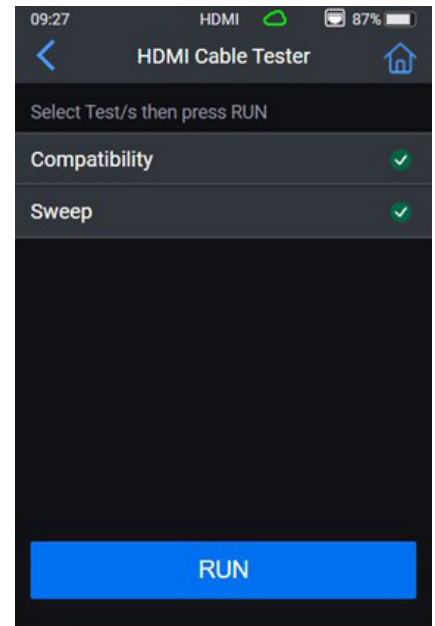 09:27 HDMI 87%
HDMI Cable Tester
Select Test/s then press RUN
Compatibility
Sweep
RUN